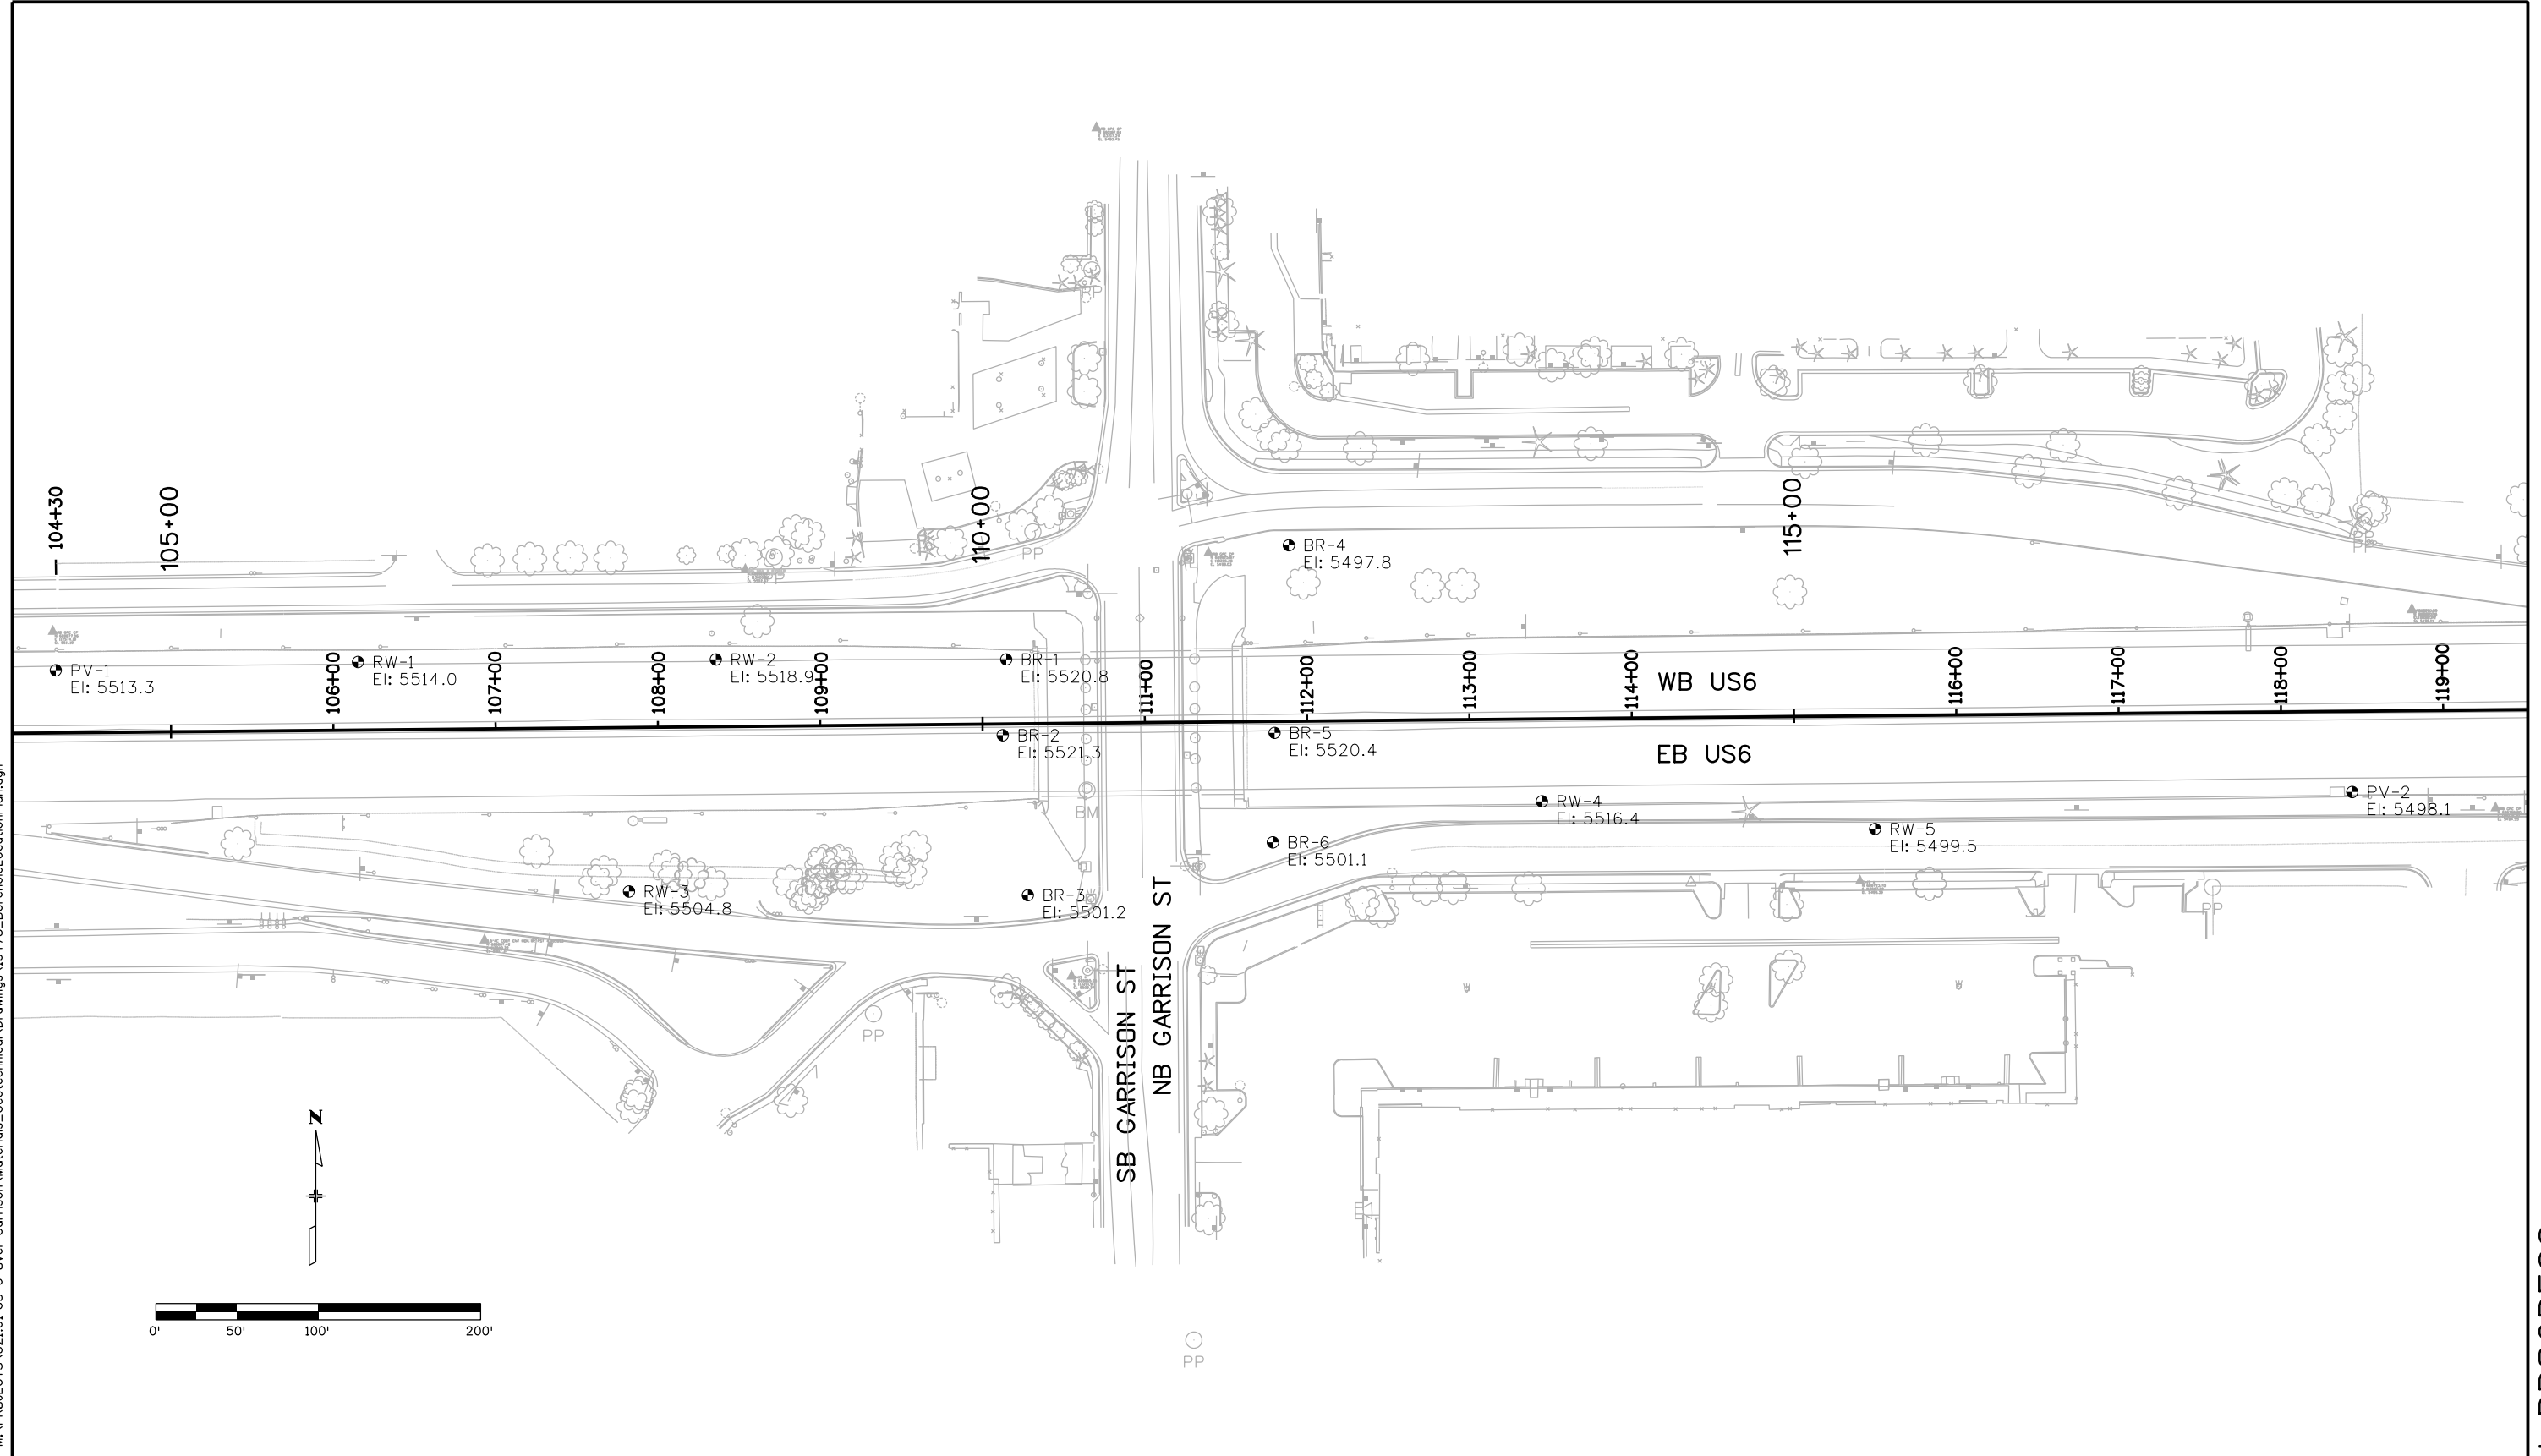 104+30
105+00
110+00
115+00
PP
PP
PP
PP
BR-4
El: 5497.8
PV-1
El: 5513.3
RW-1
El: 5514.0
RW-2
El: 5518.9
BR-1
El: 5520.8
106+00
107+00
108+00
109+00
111+00
112+00
113+00
114+00
116+00
117+00
118+00
119+00
WB US6
BR-2
El: 5521.3
BR-5
El: 5520.4
EB US6
BM
RW-4
El: 5516.4
PV-2
El: 5498.1
BR-6
El: 5501.1
RW-5
El: 5499.5
RW-3
El: 5504.8
BR-3
El: 5501.2
PP
SB GARRISON ST
NB GARRISON ST
PP
N
0'
50'
100'
200'
PP